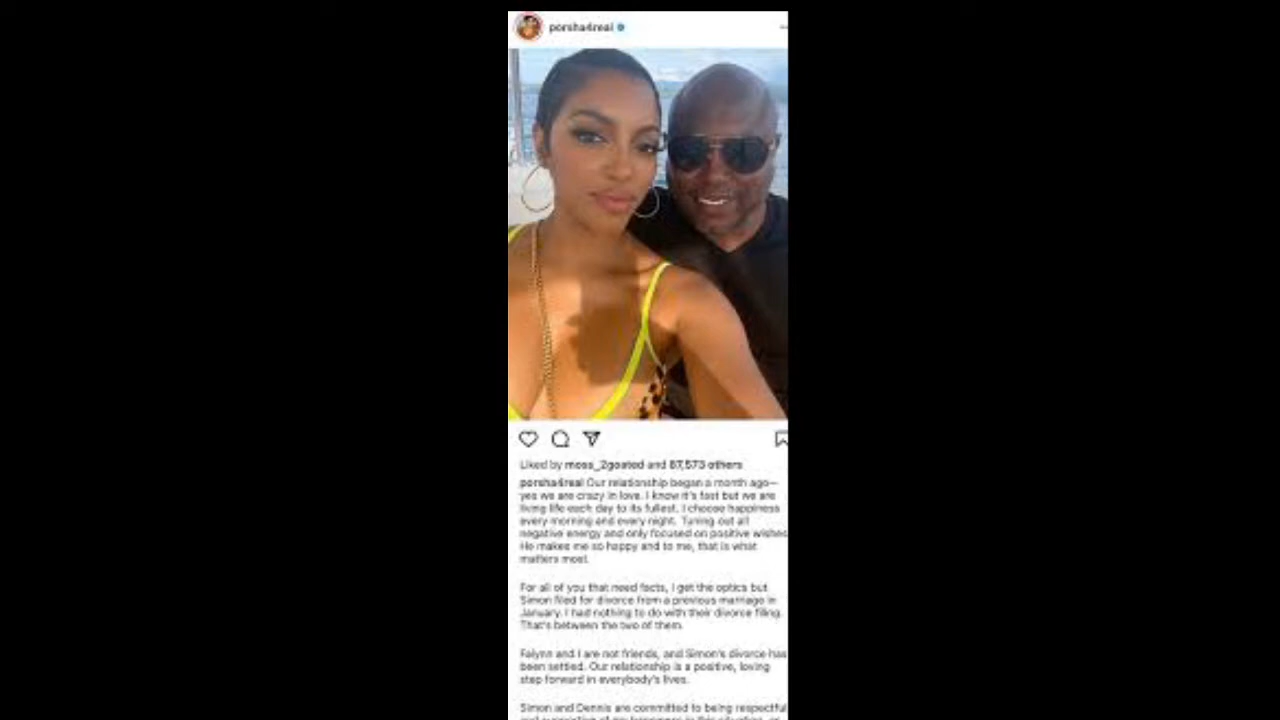 porsha4real
Liked by moss_2goated and 87,573 others
porsha4real Our relationship began a month ago—
yes we are crazy in love. I know it's fast but we are
living life each day to its fullest. I choose happiness
every morning and every night. Tuning out all
negative energy and only focused on positive wishes
He makes me so happy and to me, that is what
matters most.
For all of you that need facts, I get the optics but
Simon filed for divorce from a previous marriage in
January. I had nothing to do with their divorce filing.
That's between the two of them.
Falynn and I are not friends, and Simon's divorce has
been settled. Our relationship is a positive, loving
step forward in everybody's lives.
Simon and Dennis are committed to being respectful